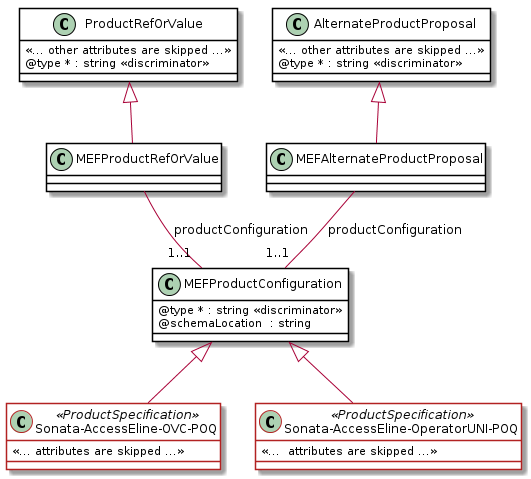 C ProductRefOrValue
«... other attributes are skipped ...»
@type * : string «discriminator»
C AlternateProductProposal
«... other attributes are skipped ...»
@type * : string «discriminator»
C MEFProductRefOrValue
C MEFAlternateProductProposal
productConfiguration
productConfiguration
1..1
1..1
C MEFProductConfiguration
@type * : string «discriminator»
@schemaLocation : string
C «ProductSpecification»
Sonata-AccessEline-OVC-POQ
«... attributes are skipped ...»
C «ProductSpecification»
Sonata-AccessEline-OperatorUNI-POQ
«... attributes are skipped ...»